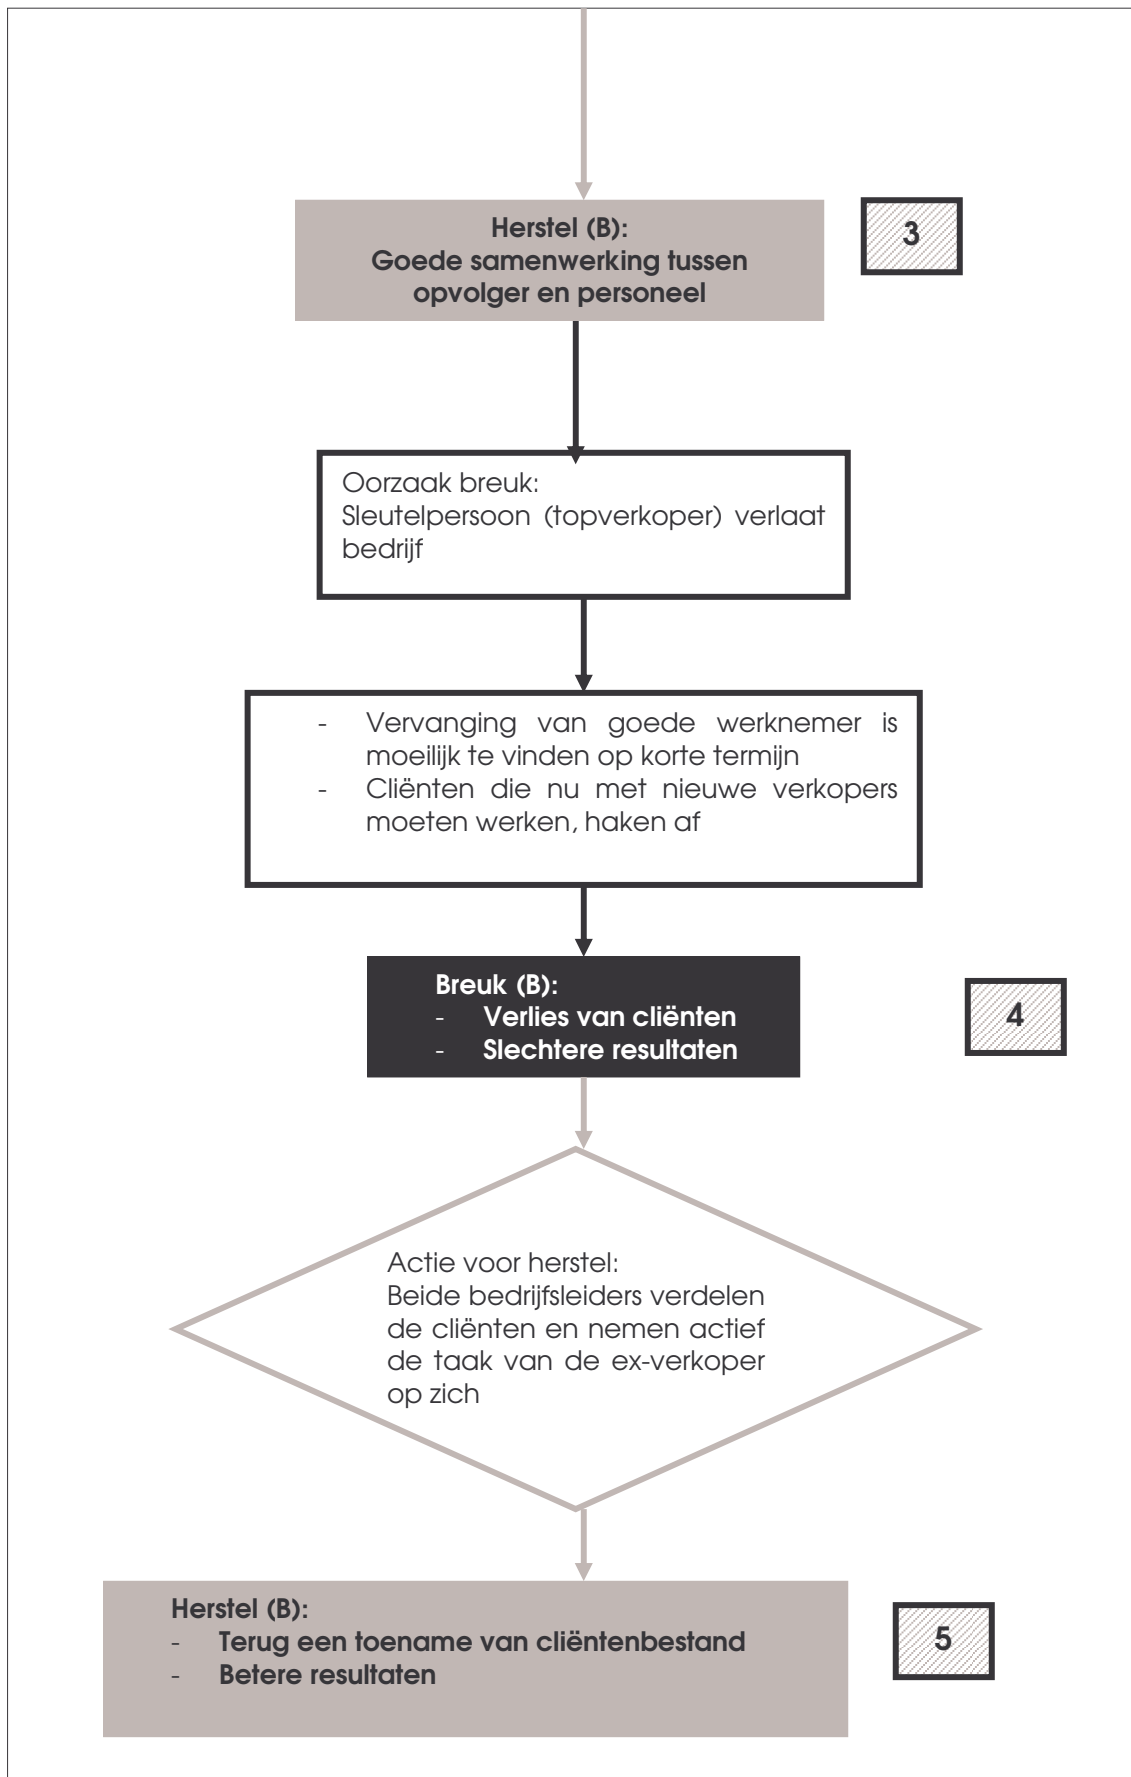 Herstel (B):
Goede samenwerking tussen
opvolger en personeel
3
Oorzaak breuk:
Sleutelpersoon (topverkoper) verlaat
bedrijf
- Vervanging van goede werknemer is
moeilijk te vinden op korte termijn
- Cliënten die nu met nieuwe verkopers
moeten werken, haken af
Breuk (B):
- Verlies van cliënten
- Slechtere resultaten
4
Actie voor herstel:
Beide bedrijfsleiders verdelen
de cliënten en nemen actief
de taak van de ex-verkoper
op zich
Herstel (B):
- Terug een toename van cliëntenbestand
- Betere resultaten
5